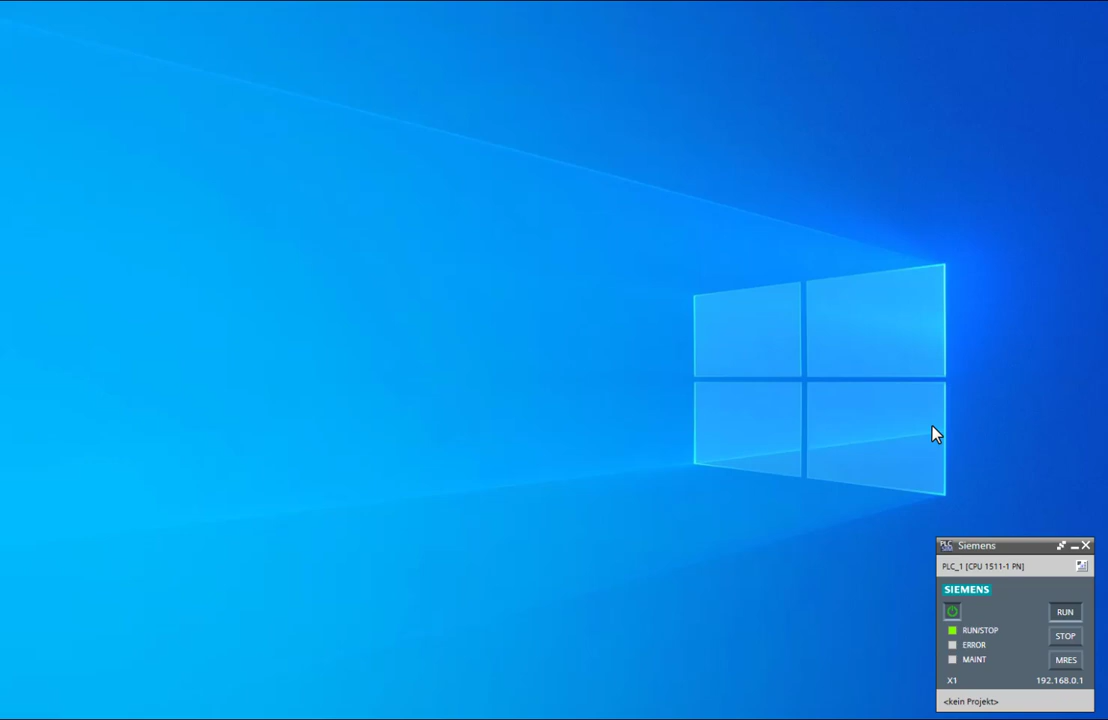 Siemens
PLC_1 [CPU 1511-1 PN]
SIEMENS
RUN
RUN/STOP
STOP
ERROR
MAINT
MRES
X1 192.168.0.1
<kein Projekt>